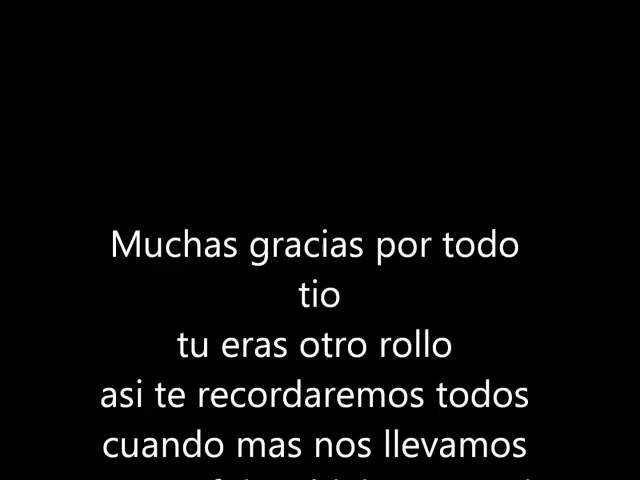 Muchas gracias por todo
tio
tu eras otro rollo
asi te recordaremos todos
cuando mas nos llevamos